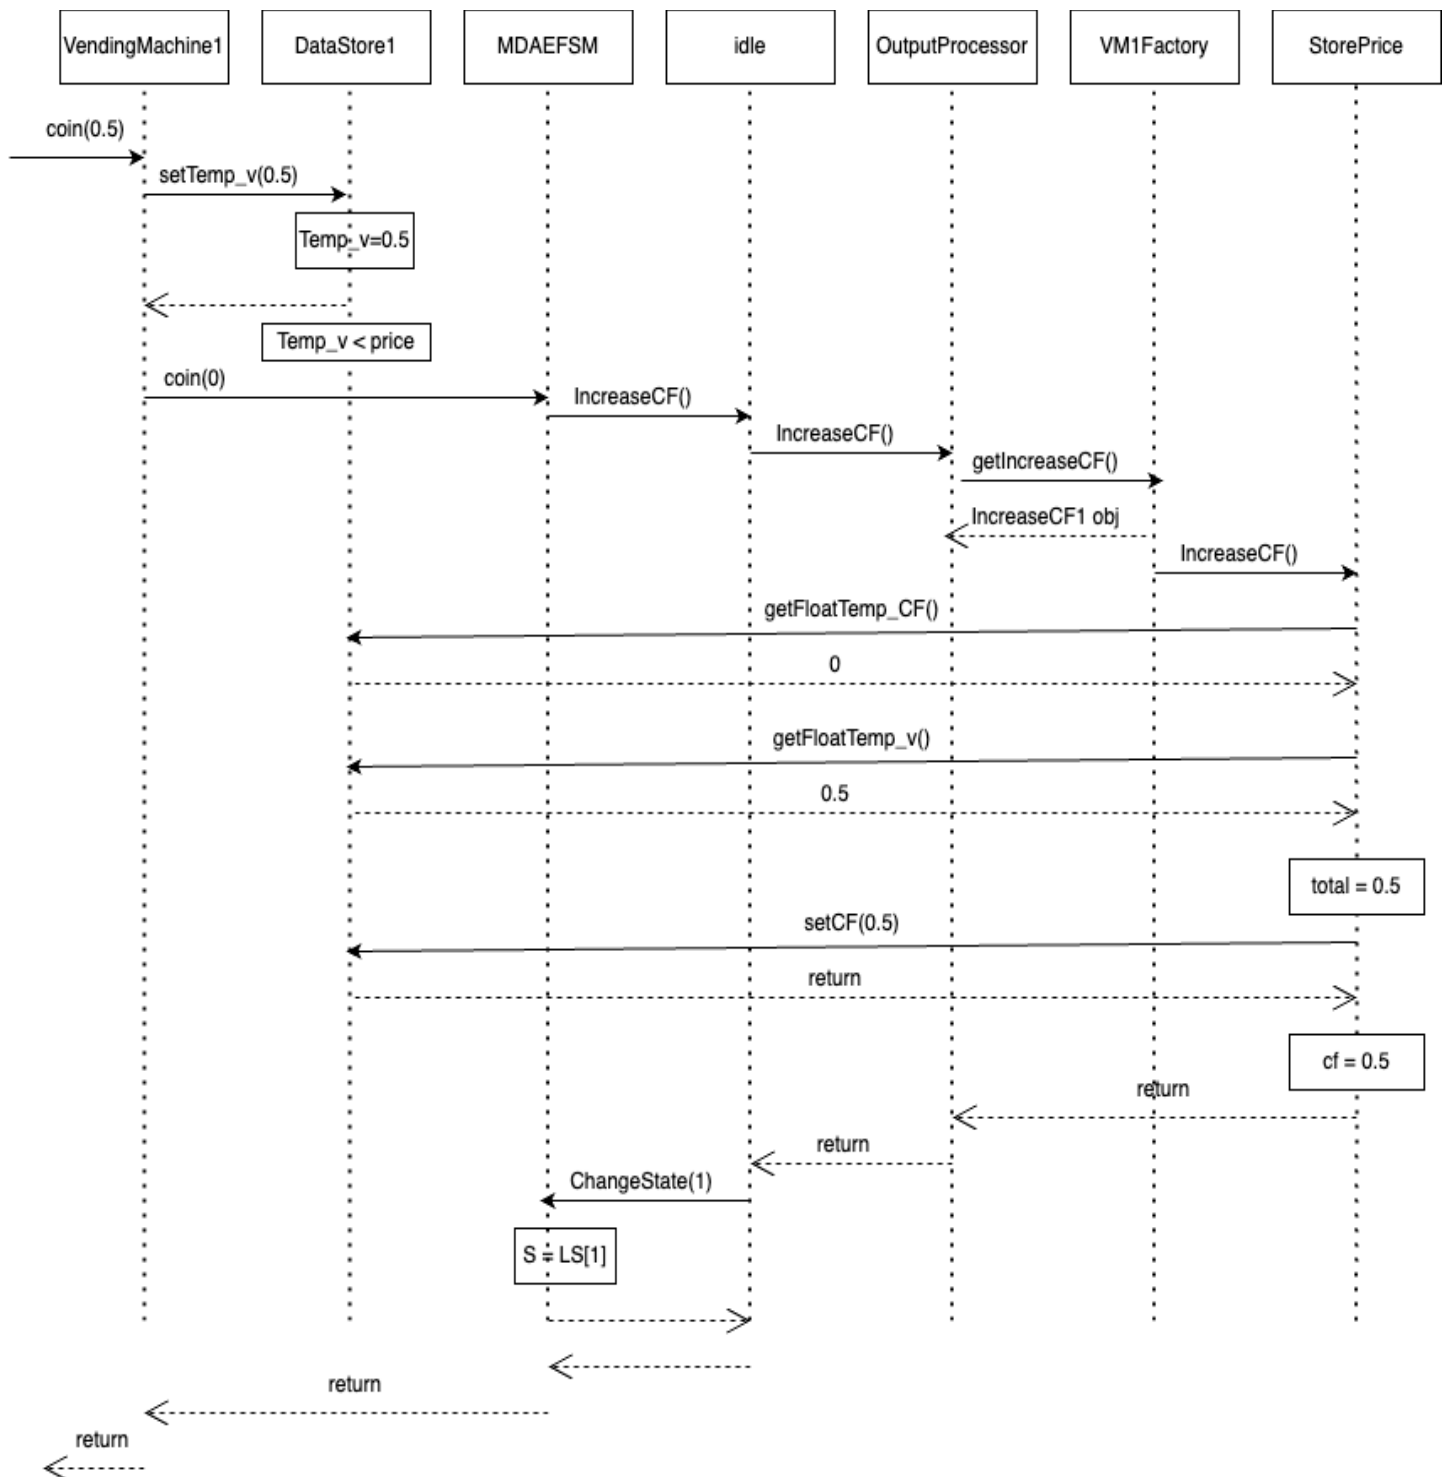 VendingMachine1
DataStore1
MDAEFSM
idle
OutputProcessor
VM1Factory
StorePrice
coin(0.5)
setTemp_v(0.5)
Temp_v=0.5
Temp_v < price
coin(0)
IncreaseCF()
IncreaseCF()
getIncreaseCF()
IncreaseCF1 obj
IncreaseCF()
getFloatTemp_CF()
0
getFloatTemp_v()
0.5
total = 0.5
setCF(0.5)
return
cf = 0.5
return
return
ChangeState(1)
S = LS[1]
return
return